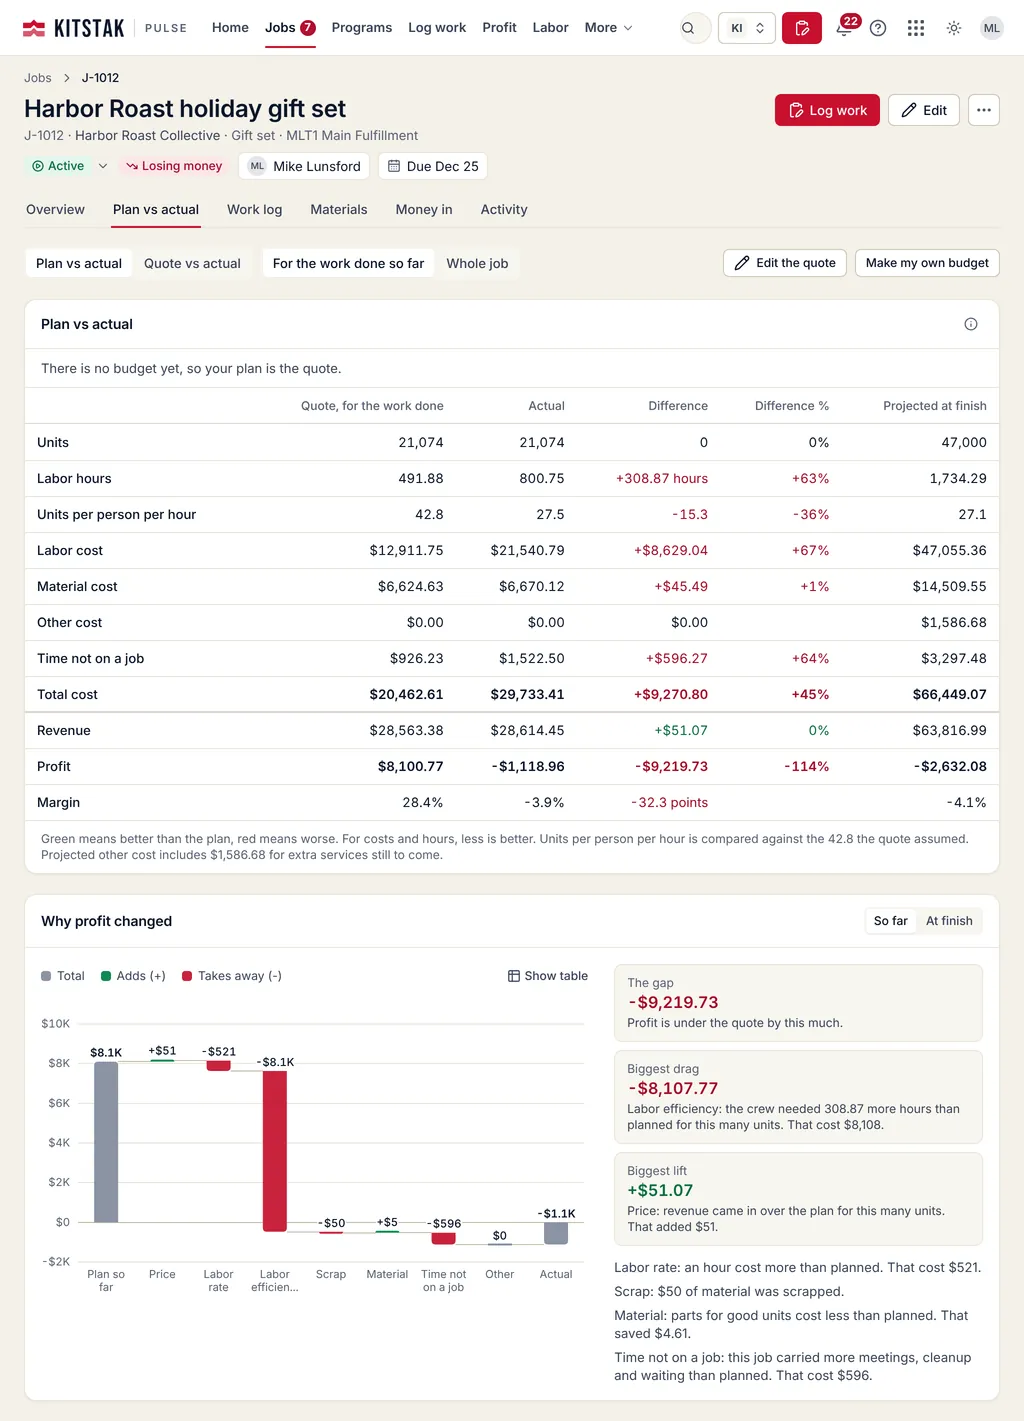 KITSTAK PULSE Home Jobs 7 Programs Log work Profit Labor More KI 22 ML
Jobs > J-1012
Harbor Roast holiday gift set
Log work Edit ...
J-1012 · Harbor Roast Collective · Gift set · MLT1 Main Fulfillment
Active Losing money ML Mike Lunsford Due Dec 25
Overview Plan vs actual Work log Materials Money in Activity
Plan vs actual Quote vs actual For the work done so far Whole job Edit the quote Make my own budget
Plan vs actual
There is no budget yet, so your plan is the quote.
Quote, for the work done Actual Difference Difference % Projected at finish
Units 21,074 21,074 0 0% 47,000
Labor hours 491.88 800.75 +308.87 hours +63% 1,734.29
Units per person per hour 42.8 27.5 -15.3 -36% 27.1
Labor cost $12,911.75 $21,540.79 +$8,629.04 +67% $47,055.36
Material cost $6,624.63 $6,670.12 +$45.49 +1% $14,509.55
Other cost $0.00 $0.00 $0.00 $1,586.68
Time not on a job $926.23 $1,522.50 +$596.27 +64% $3,297.48
Total cost $20,462.61 $29,733.41 +$9,270.80 +45% $66,449.07
Revenue $28,563.38 $28,614.45 +$51.07 0% $63,816.99
Profit $8,100.77 -$1,118.96 -$9,219.73 -114% -$2,632.08
Margin 28.4% -3.9% -32.3 points -4.1%
Green means better than the plan, red means worse. For costs and hours, less is better. Units per person per hour is compared against the 42.8 the quote assumed.
Projected other cost includes $1,586.68 for extra services still to come.
Why profit changed
So far At finish
Total Adds (+) Takes away (-) Show table
$10K
$8K
$6K
$4K
$2K
$0
-$2K
$8.1K +$51 -$521 -$8.1K -$50 +$5 -$596 $0 -$1.1K
Plan so far
Price
Labor rate
Labor efficien...
Scrap
Material
Time not on a job
Other
Actual
The gap
-$9,219.73
Profit is under the quote by this much.
Biggest drag
-$8,107.77
Labor efficiency: the crew needed 308.87 more hours than
planned for this many units. That cost $8,108.
Biggest lift
+$51.07
Price: revenue came in over the plan for this many units.
That added $51.
Labor rate: an hour cost more than planned. That cost $521.
Scrap: $50 of material was scrapped.
Material: parts for good units cost less than planned. That
saved $4.61.
Time not on a job: this job carried more meetings, cleanup
and waiting than planned. That cost $596.